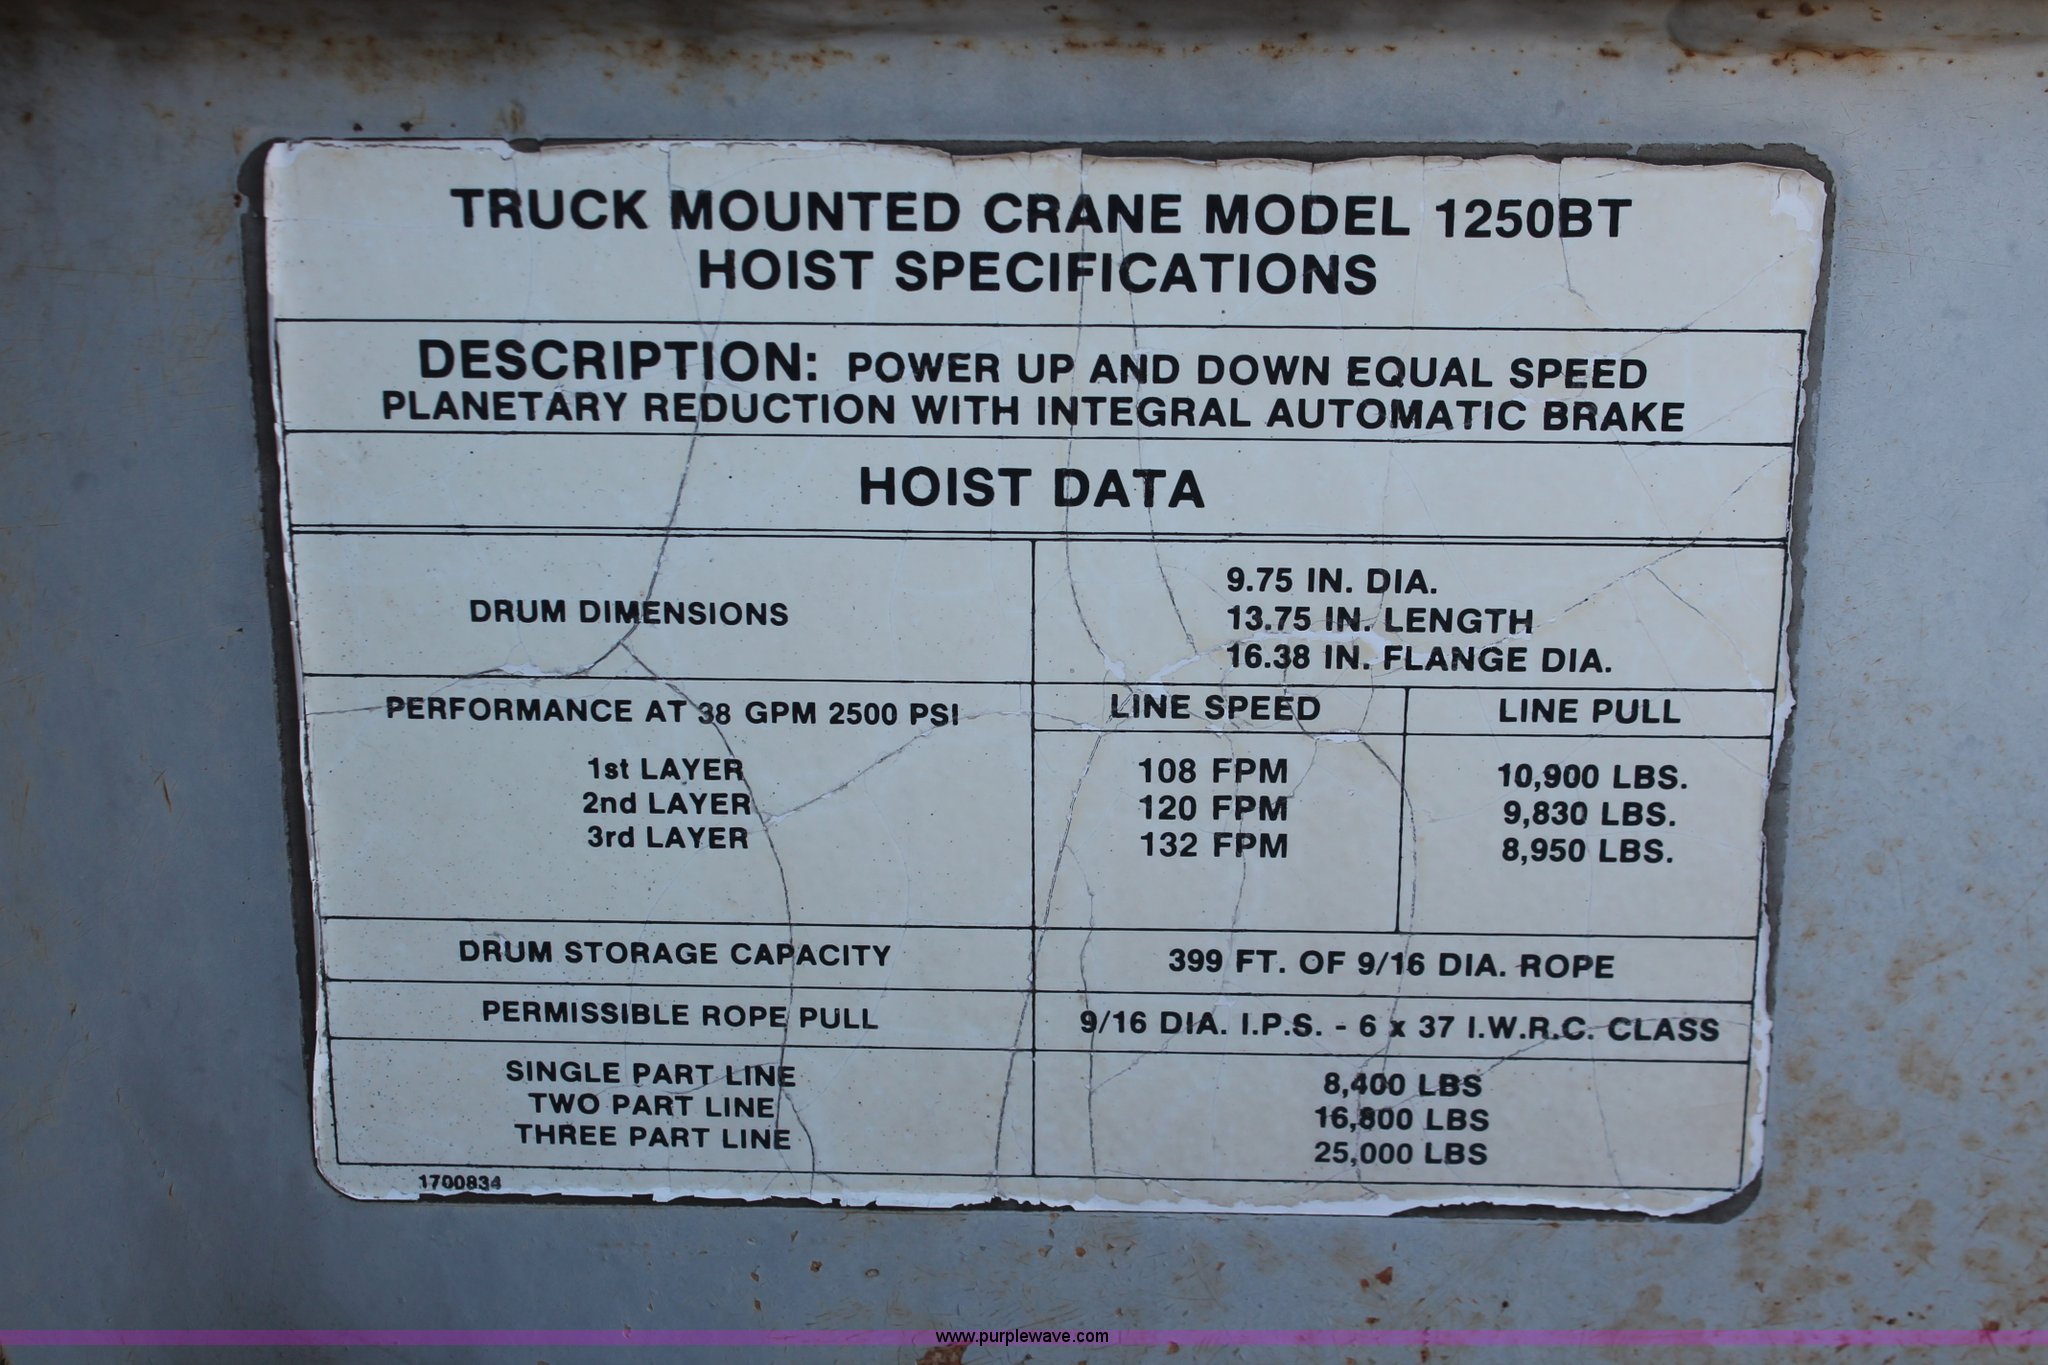 TRUCK MOUNTED CRANE MODEL 1250BT
HOIST SPECIFICATIONS
DESCRIPTION: POWER UP AND DOWN EQUAL SPEED
PLANETARY REDUCTION WITH INTEGRAL AUTOMATIC BRAKE
HOIST DATA
DRUM DIMENSIONS
9.75 IN. DIA.
13.75 IN. LENGTH
16.38 IN. FLANGE DIA.
PERFORMANCE AT 38 GPM 2500 PSI LINE SPEED LINE PULL
1st LAYER 108 FPM 10,900 LBS.
2nd LAYER 120 FPM 9,830 LBS.
3rd LAYER 132 FPM 8,950 LBS.
DRUM STORAGE CAPACITY 399 FT. OF 9/16 DIA. ROPE
PERMISSIBLE ROPE PULL 9/16 DIA. I.P.S. - 6 x 37 I.W.R.C. CLASS
SINGLE PART LINE 8,400 LBS
TWO PART LINE 16,800 LBS
THREE PART LINE 25,000 LBS
1700834
www.purplewave.com